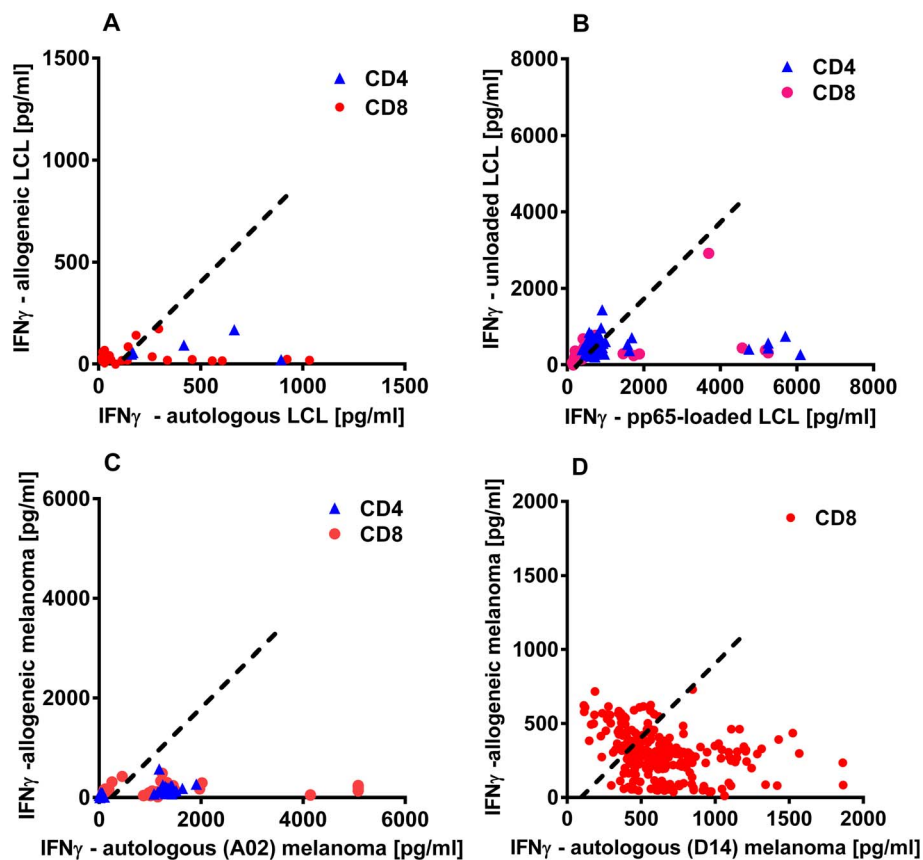 A
IFNγ - allogeneic LCL [pg/ml]
1500
1000
500
0
0 500 1000 1500
IFNγ - autologous LCL [pg/ml]
CD4
CD8
B
IFNγ - unloaded LCL [pg/ml]
8000
6000
4000
2000
0
0 2000 4000 6000 8000
IFNγ - pp65-loaded LCL [pg/ml]
CD4
CD8
C
IFNγ -allogeneic melanoma [pg/ml]
6000
4000
2000
0
0 2000 4000 6000
IFNγ - autologous (A02) melanoma [pg/ml]
CD4
CD8
D
IFNγ -allogeneic melanoma [pg/ml]
2000
1500
1000
500
0
0 500 1000 1500 2000
IFNγ - autologous (D14) melanoma [pg/ml]
CD8